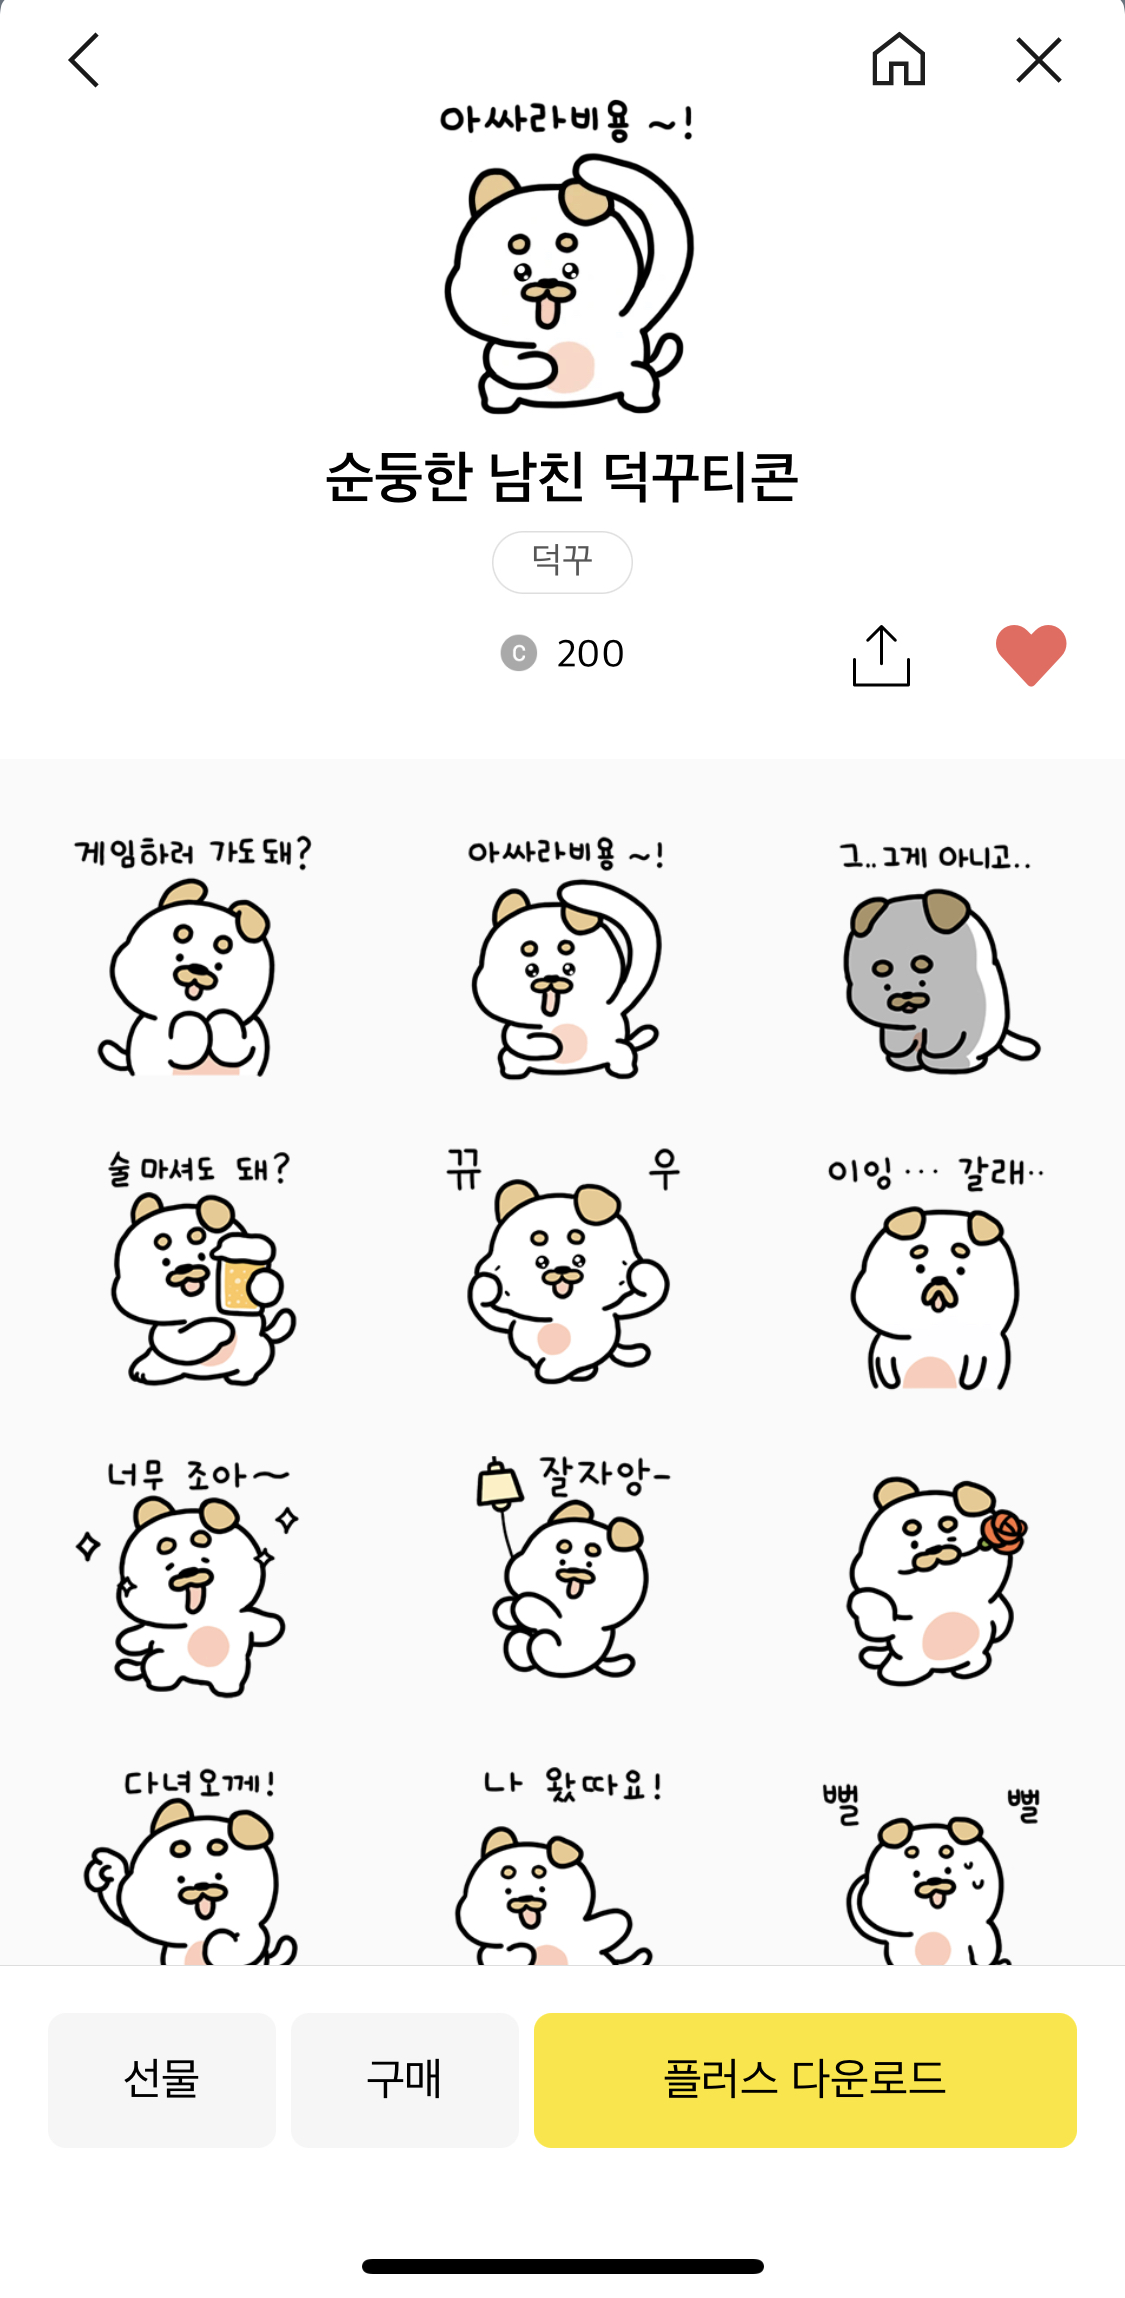 아싸라비용 ~!
순둥한 남친 덕꾸티콘
덕꾸
C 200
게임하러 가도돼?
아싸라비용 ~!
그..그게 아니고..
술마셔도 돼?
뀨 우
이잉··· 갈래··
너무 조아~
잘자앙-
다녀오께!
나 왔따요!
뻘 뻘
선물
구매
플러스 다운로드